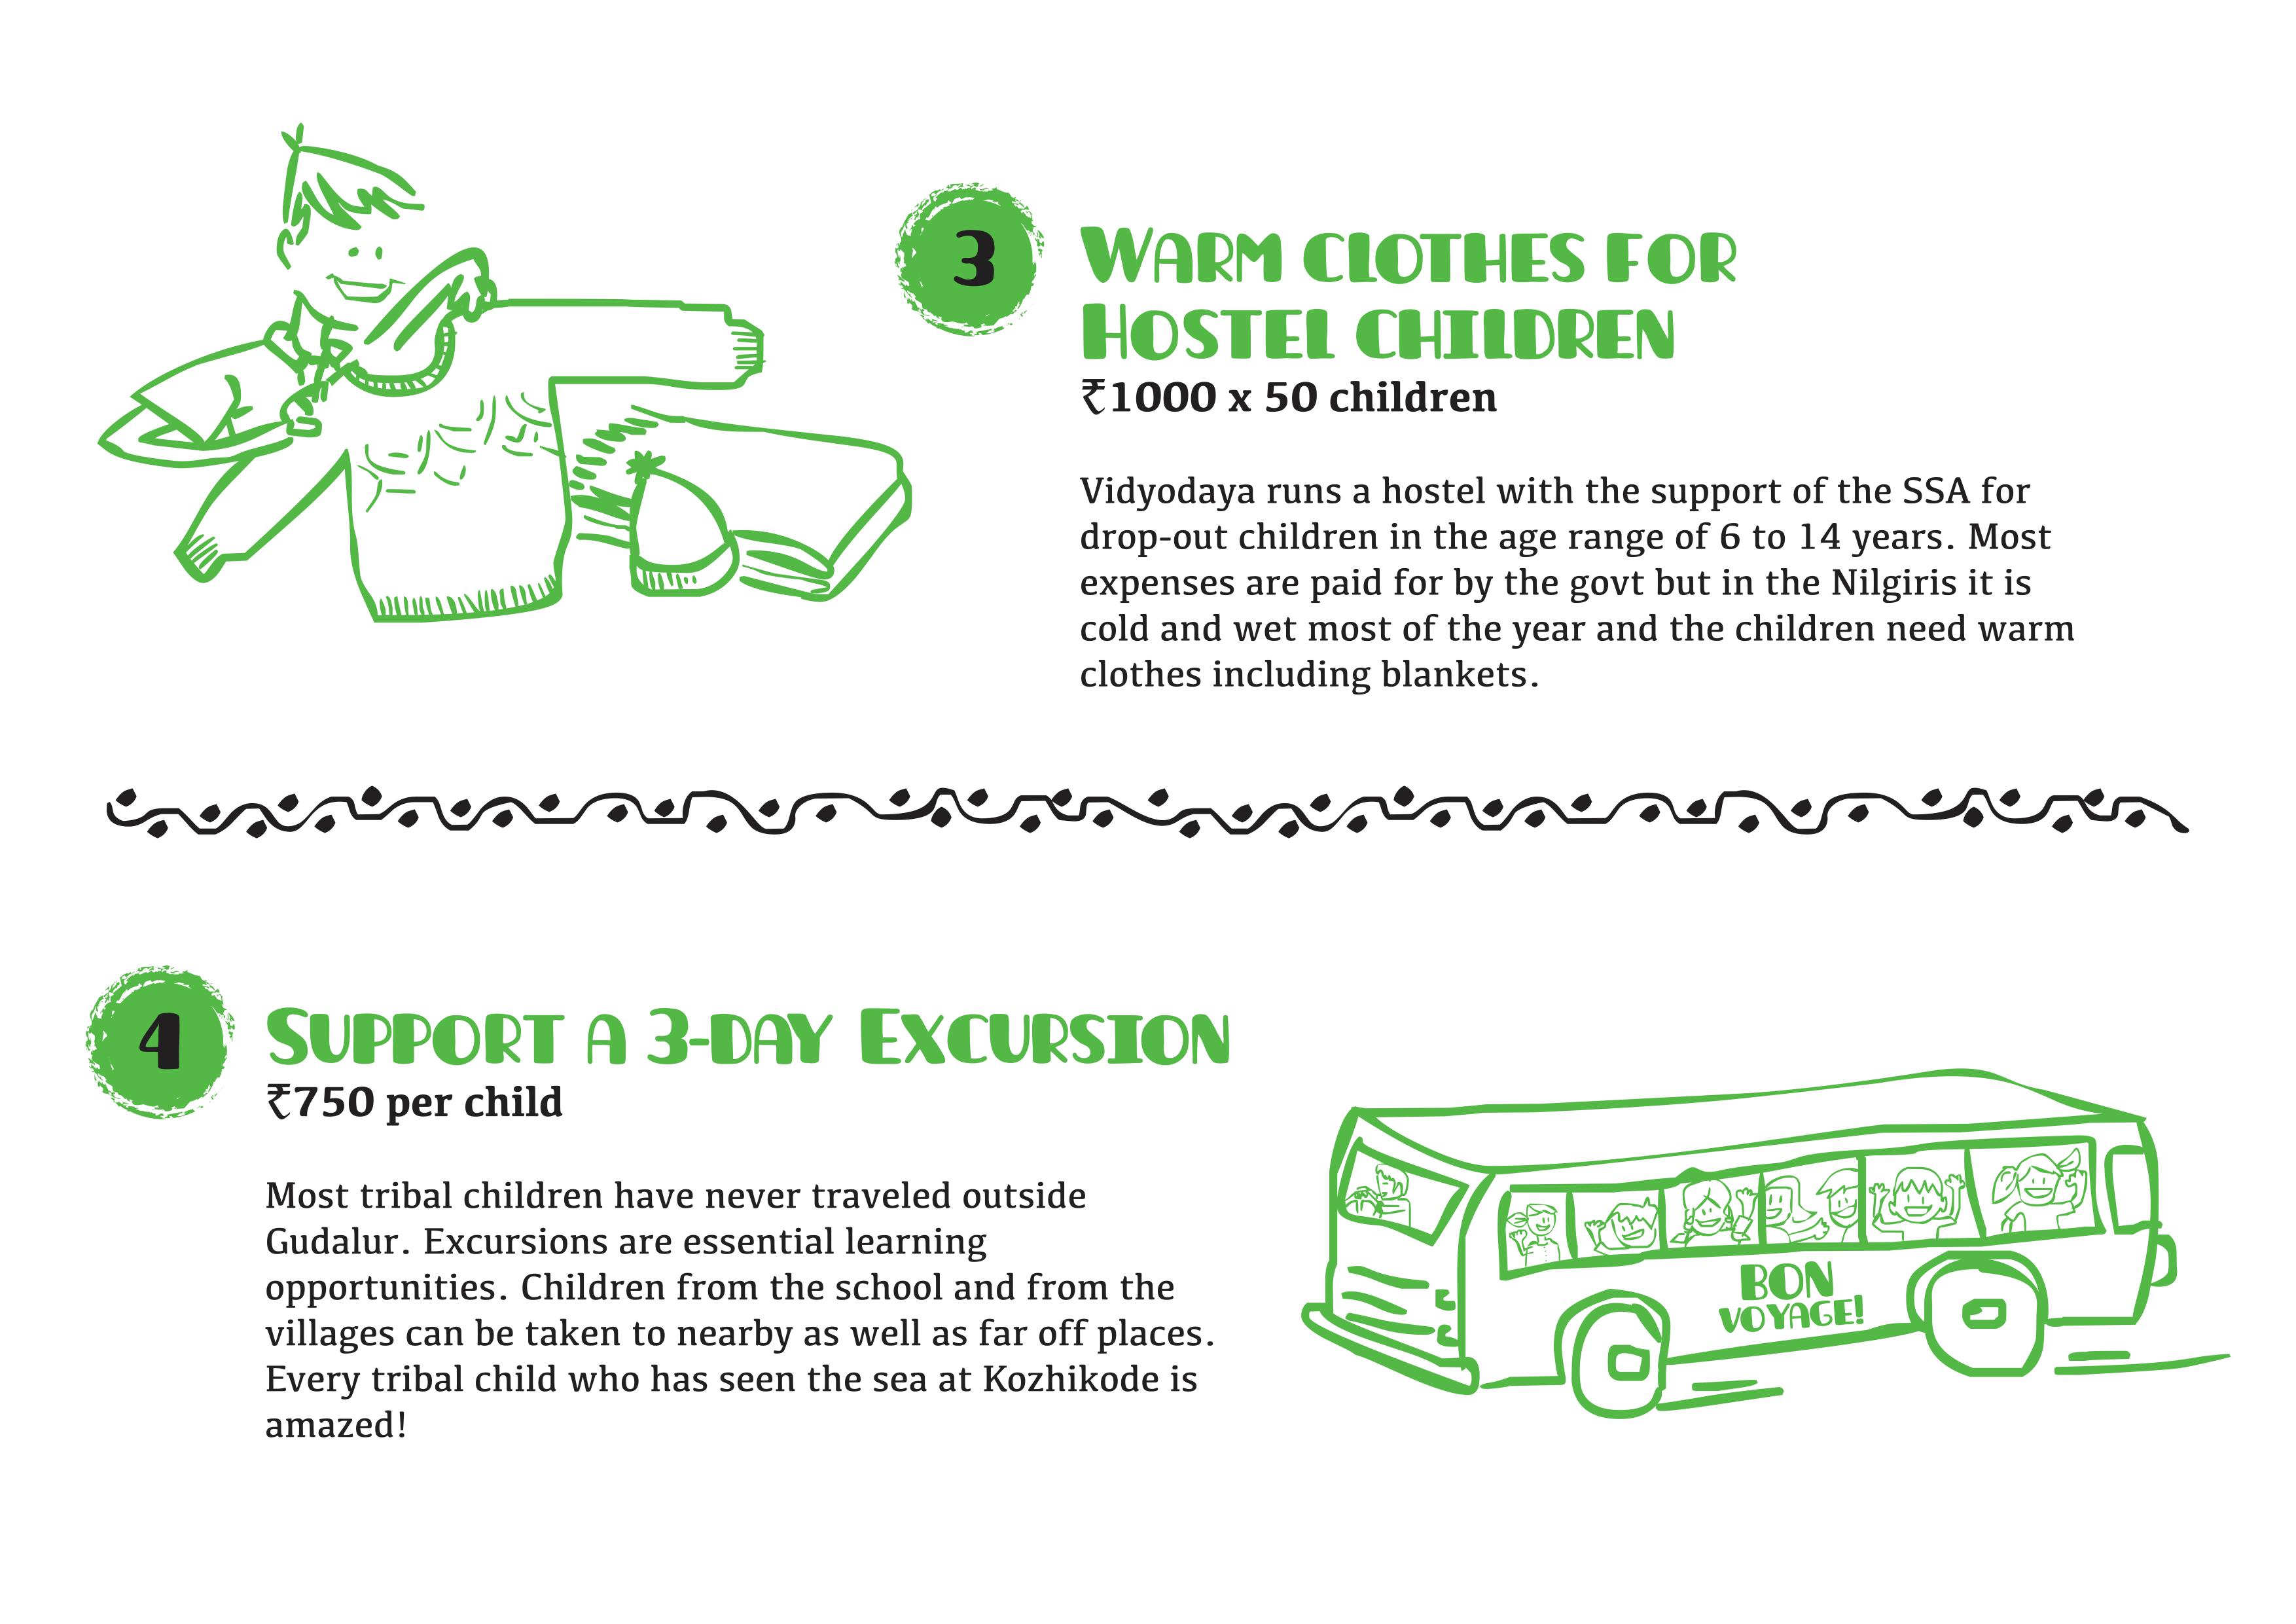 3
Warm clothes for
Hostel children
₹1000 x 50 children
Vidyodaya runs a hostel with the support of the SSA for
drop-out children in the age range of 6 to 14 years. Most
expenses are paid for by the govt but in the Nilgiris it is
cold and wet most of the year and the children need warm
clothes including blankets.
4
Support a 3-day Excursion
₹750 per child
Most tribal children have never traveled outside
Gudalur. Excursions are essential learning
opportunities. Children from the school and from the
villages can be taken to nearby as well as far off places.
Every tribal child who has seen the sea at Kozhikode is
amazed!
BON
VOYAGE!